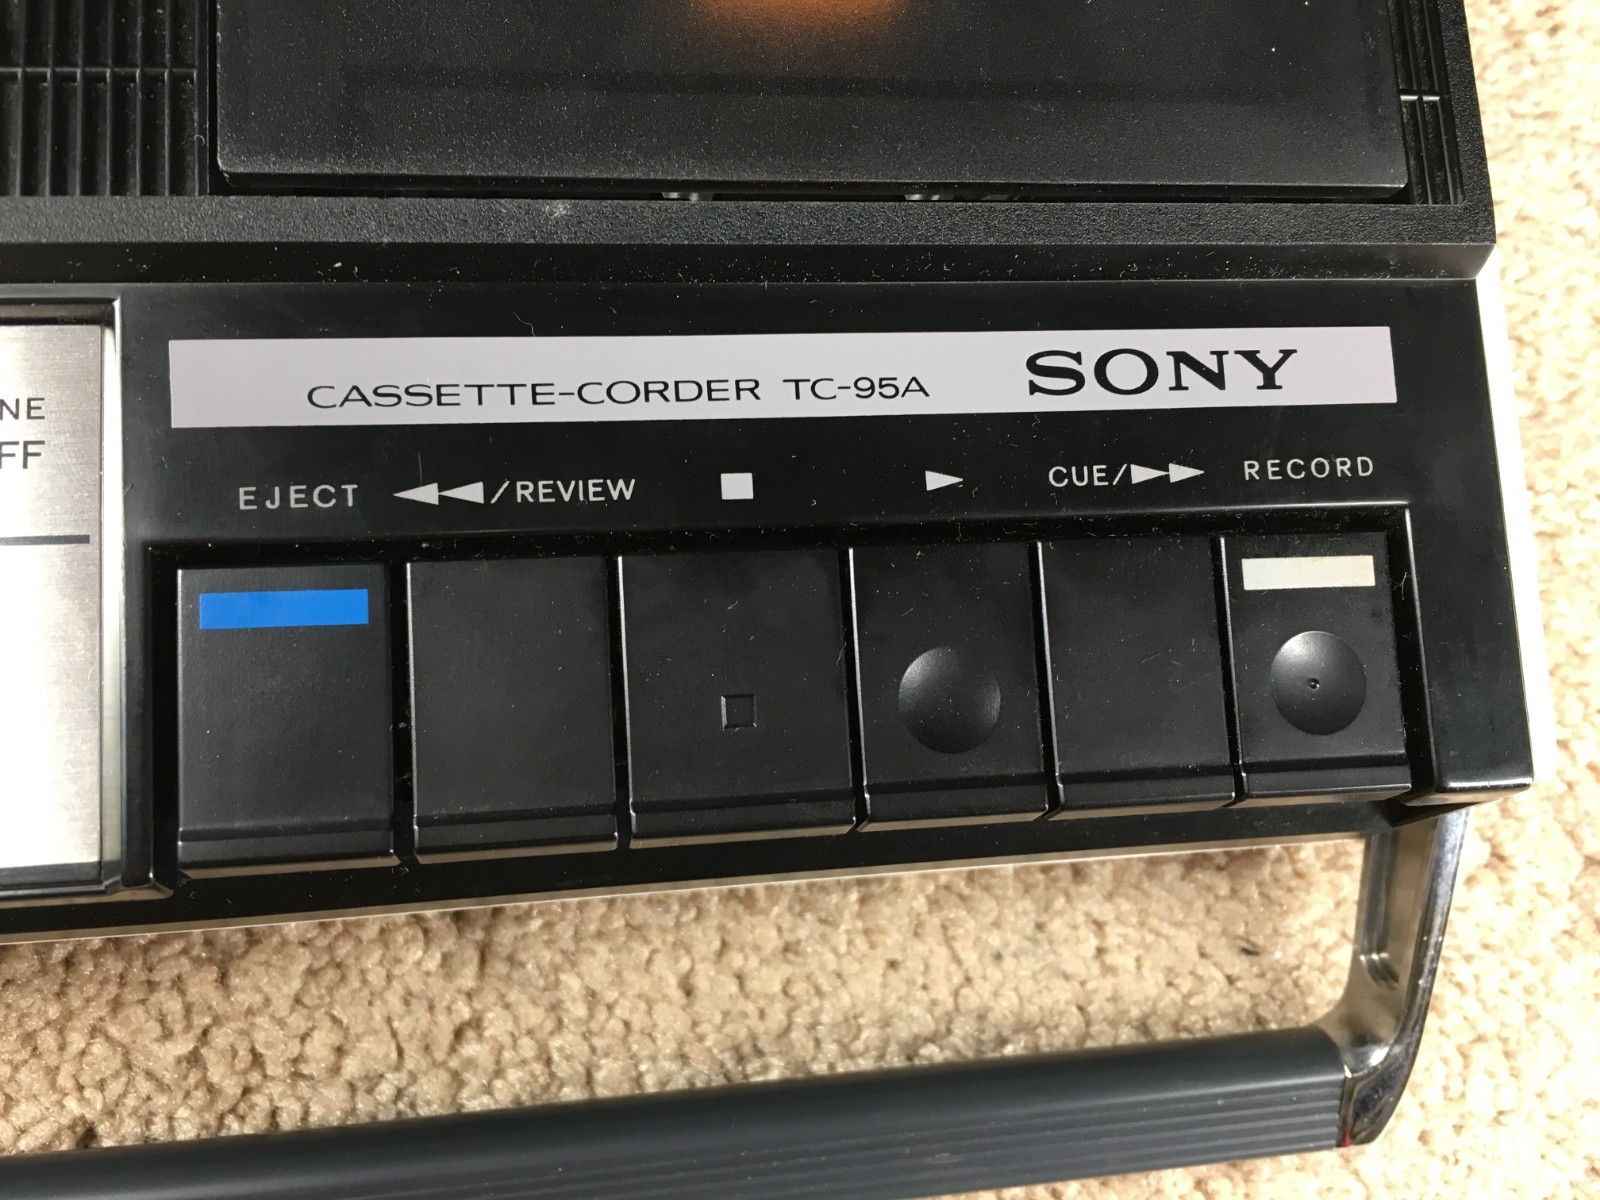 CASSETTE-CORDER TC-95A SONY
EJECT ◀◀/REVIEW ■ ▶ CUE/▶▶ RECORD